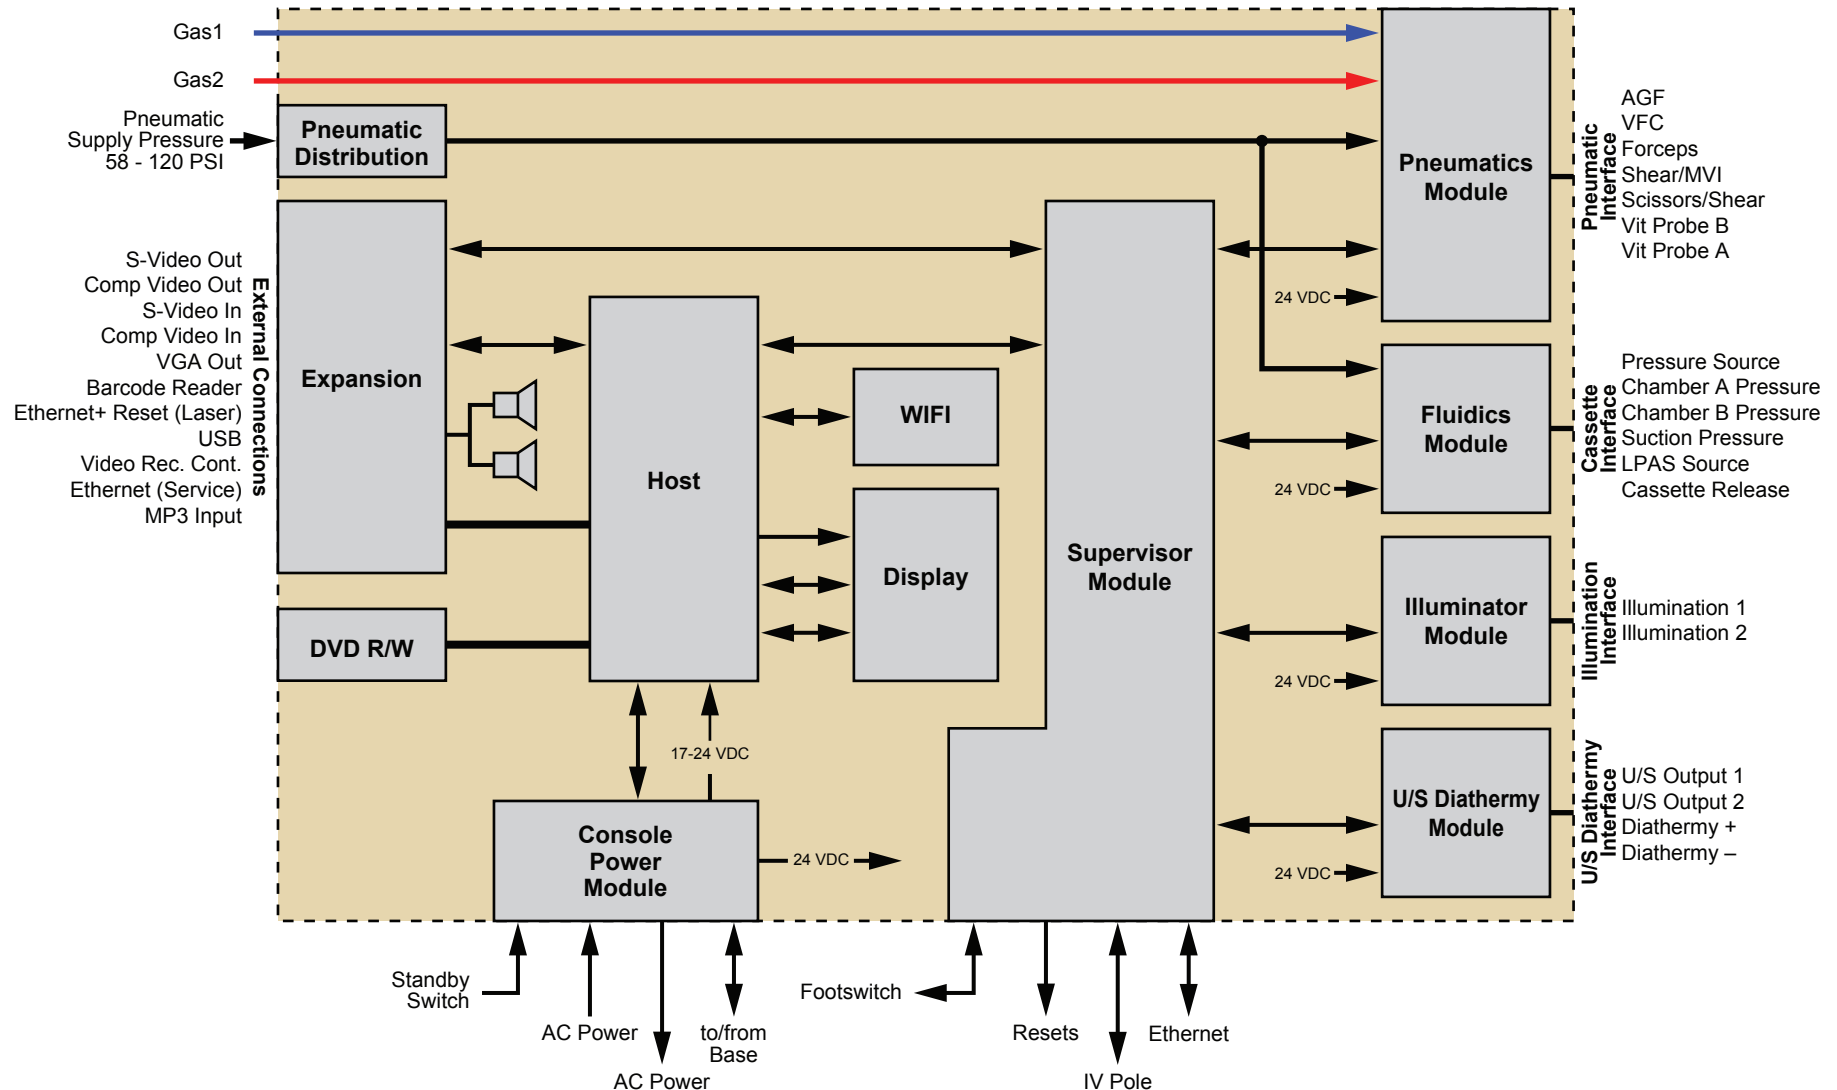 Gas1
Gas2
Pneumatic
Supply Pressure
58 - 120 PSI
Pneumatic
Distribution
S-Video Out
Comp Video Out
S-Video In
Comp Video In
VGA Out
Barcode Reader
Ethernet+ Reset (Laser)
USB
Video Rec. Cont.
Ethernet (Service)
MP3 Input
External Connections
Expansion
DVD R/W
Host
WIFI
Display
17-24 VDC
Console
Power
Module
24 VDC
Supervisor
Module
Pneumatics
Module
24 VDC
Fluidics
Module
24 VDC
Illuminator
Module
24 VDC
U/S Diathermy
Module
24 VDC
Pneumatic
Interface
AGF
VFC
Forceps
Shear/MVI
Scissors/Shear
Vit Probe B
Vit Probe A
Cassette
Interface
Pressure Source
Chamber A Pressure
Chamber B Pressure
Suction Pressure
LPAS Source
Cassette Release
Illumination
Interface
Illumination 1
Illumination 2
U/S Diathermy
Interface
U/S Output 1
U/S Output 2
Diathermy +
Diathermy –
Standby
Switch
AC Power
AC Power
to/from
Base
Footswitch
Resets
IV Pole
Ethernet